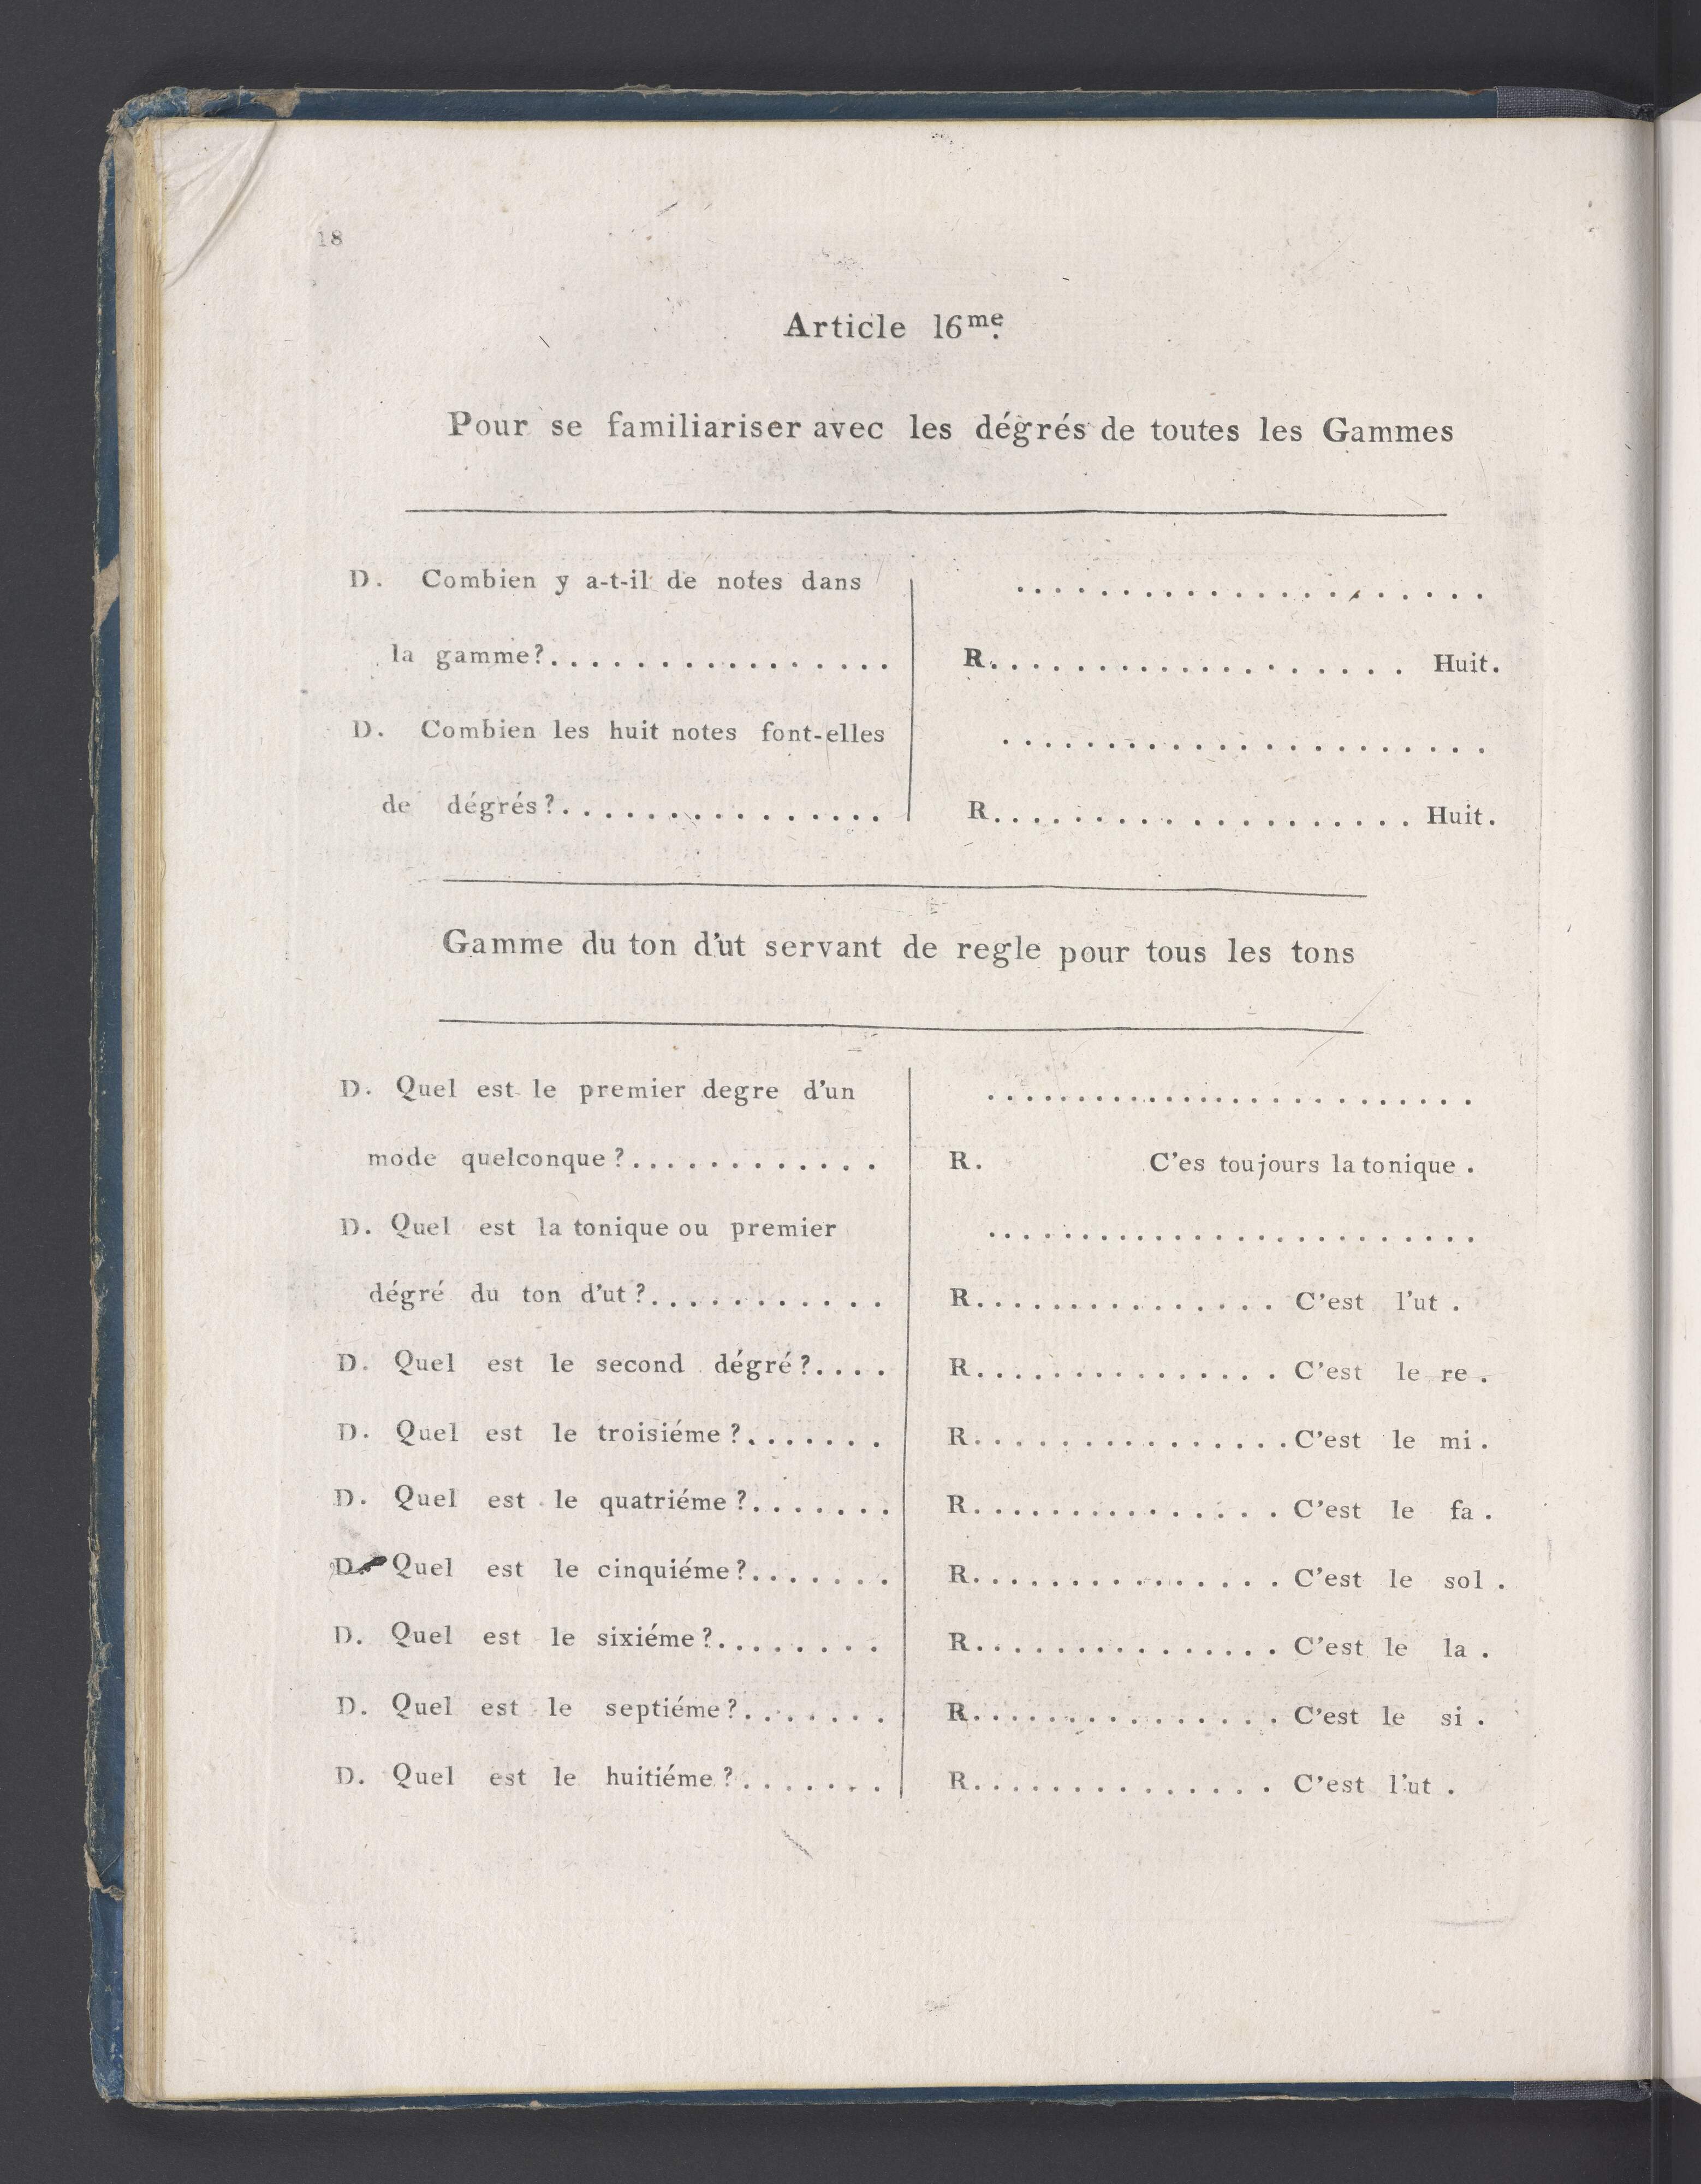 18
Article 16me.
Pour se familiariser avec les dégrés de toutes les Gammes
D. Combien y a-t-il de notes dans ......................
la gamme?................ R.................... Huit.
D. Combien les huit notes font-elles .......................
de dégrés?................ R.................... Huit.
Gamme du ton d'ut servant de regle pour tous les tons
D. Quel est le premier degre d'un ..........................
mode quelconque?............ R. C'es toujours la tonique.
D. Quel est la tonique ou premier ..........................
dégré du ton d'ut?........... R............... C'est l'ut.
D. Quel est le second dégré?.... R............... C'est le re.
D. Quel est le troisiéme?....... R............... C'est le mi.
D. Quel est le quatriéme?....... R............... C'est le fa.
D. Quel est le cinquiéme?....... R............... C'est le sol.
D. Quel est le sixiéme?........ R............... C'est le la.
D. Quel est le septiéme?....... R............... C'est le si.
D. Quel est le huitiéme?....... R............... C'est l'ut.